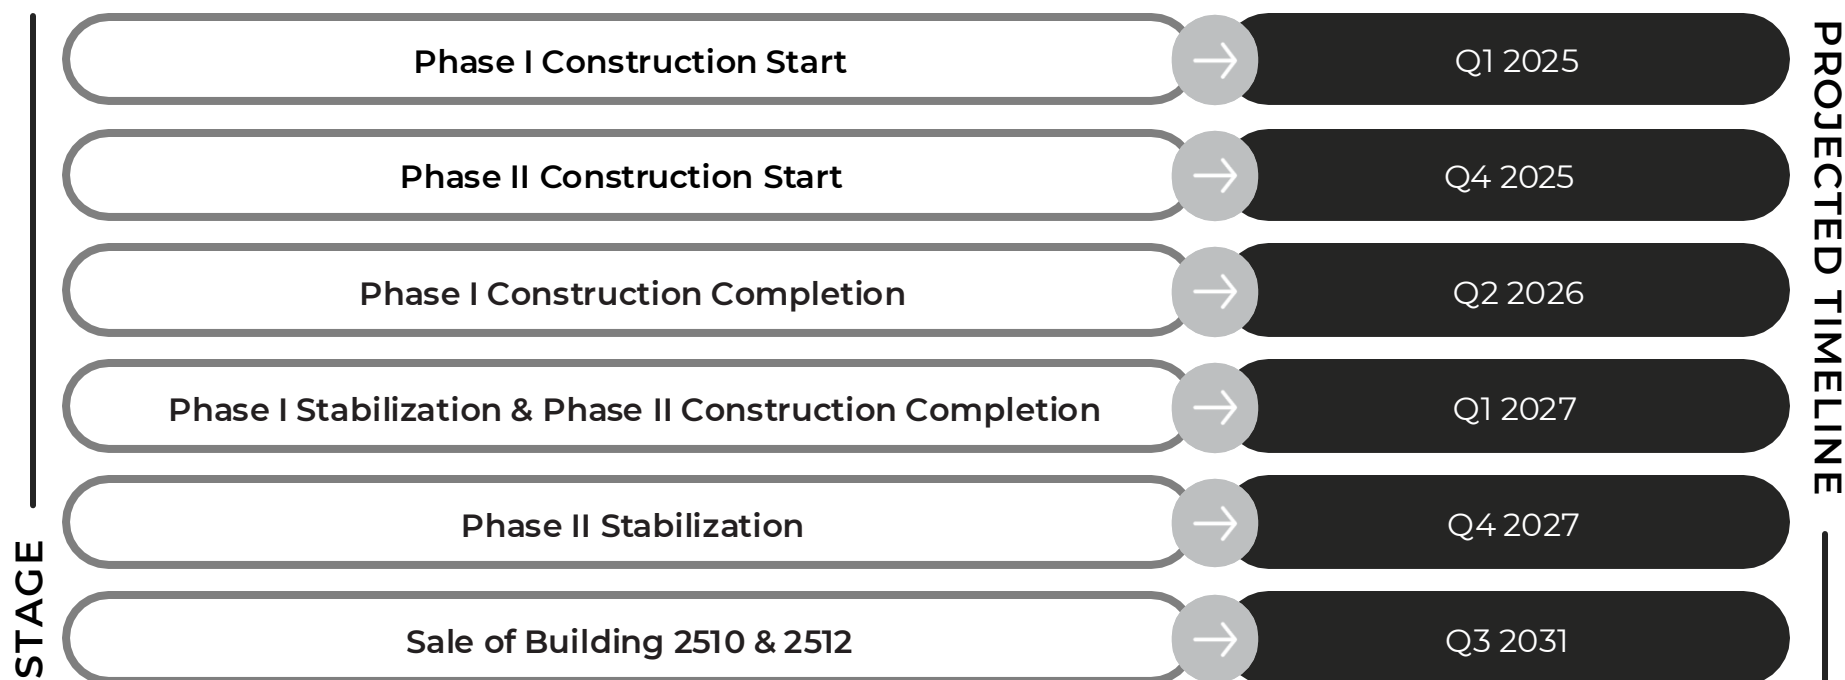 STAGE
PROJECTED TIMELINE
Phase I Construction Start
Q1 2025
Phase II Construction Start
Q4 2025
Phase I Construction Completion
Q2 2026
Phase I Stabilization & Phase II Construction Completion
Q1 2027
Phase II Stabilization
Q4 2027
Sale of Building 2510 & 2512
Q3 2031